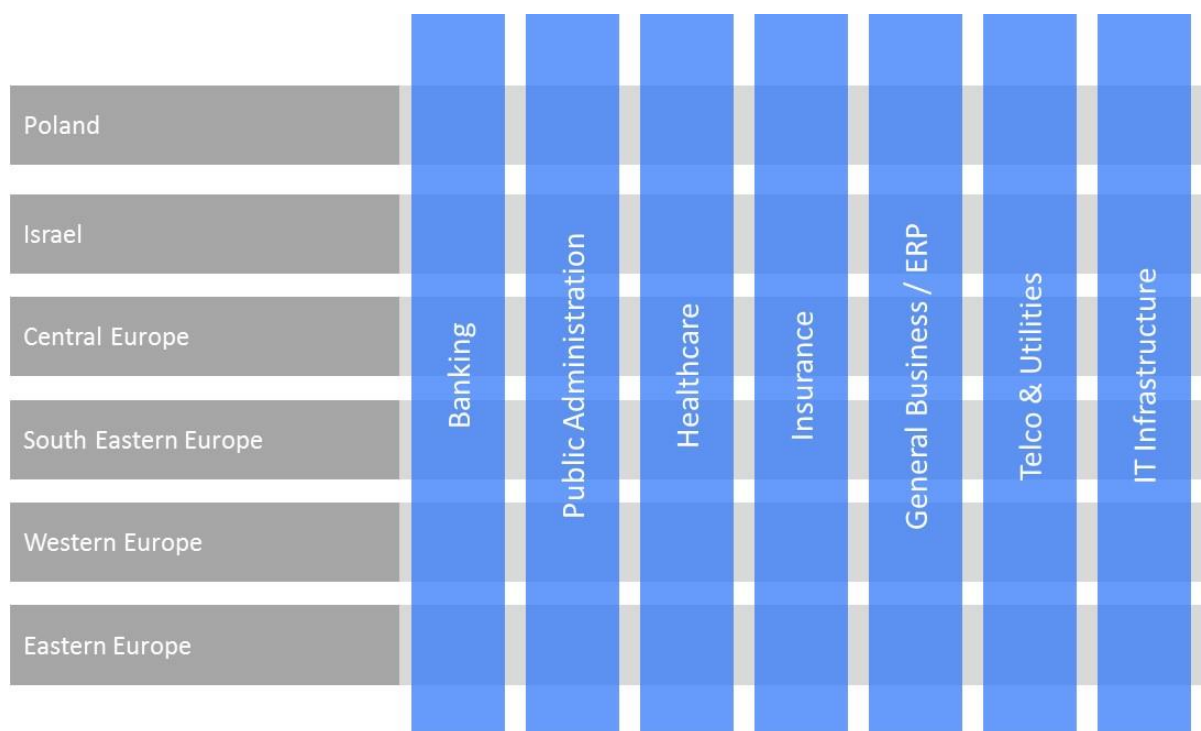 Poland
Israel
Central Europe
South Eastern Europe
Western Europe
Eastern Europe
Banking
Public Administration
Healthcare
Insurance
General Business / ERP
Telco & Utilities
IT Infrastructure